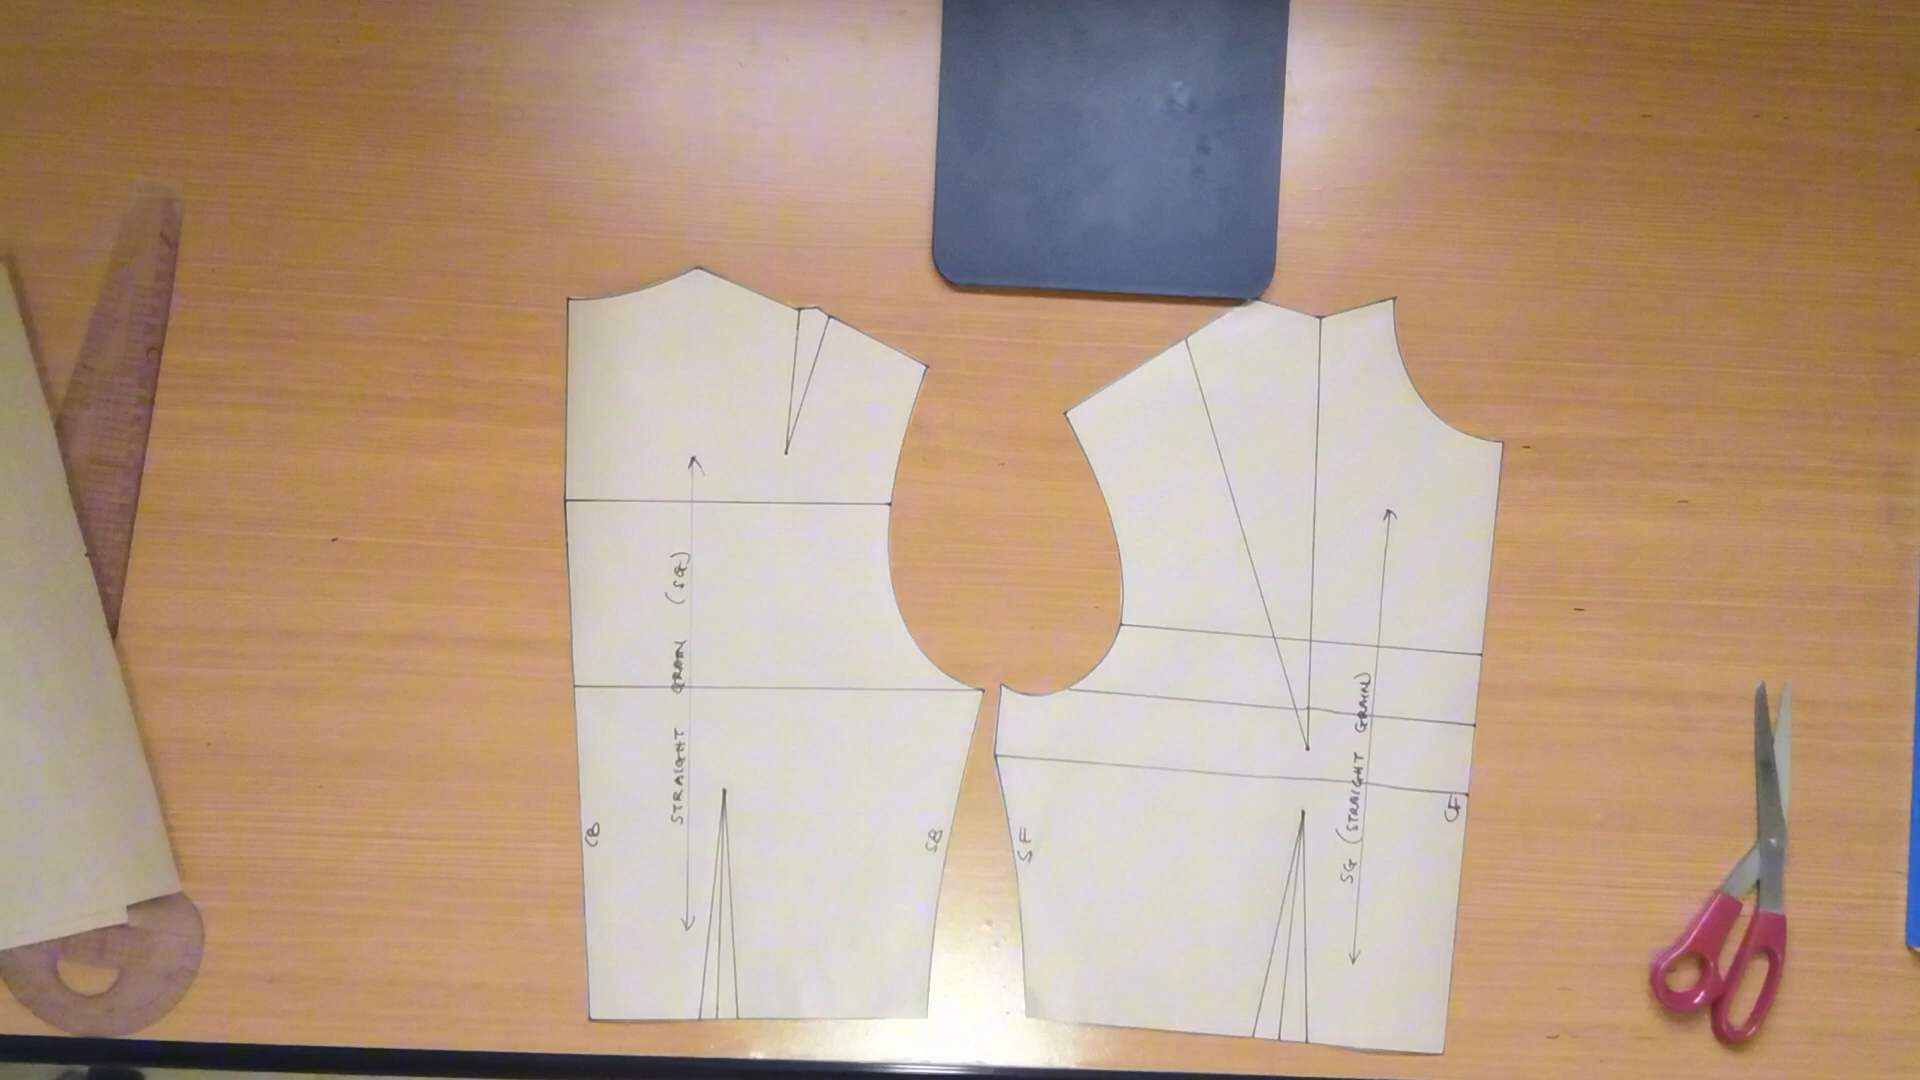 STRAIGHT GRAIN (SG)
CB
SB
SF
SG (STRAIGHT GRAIN)
CF